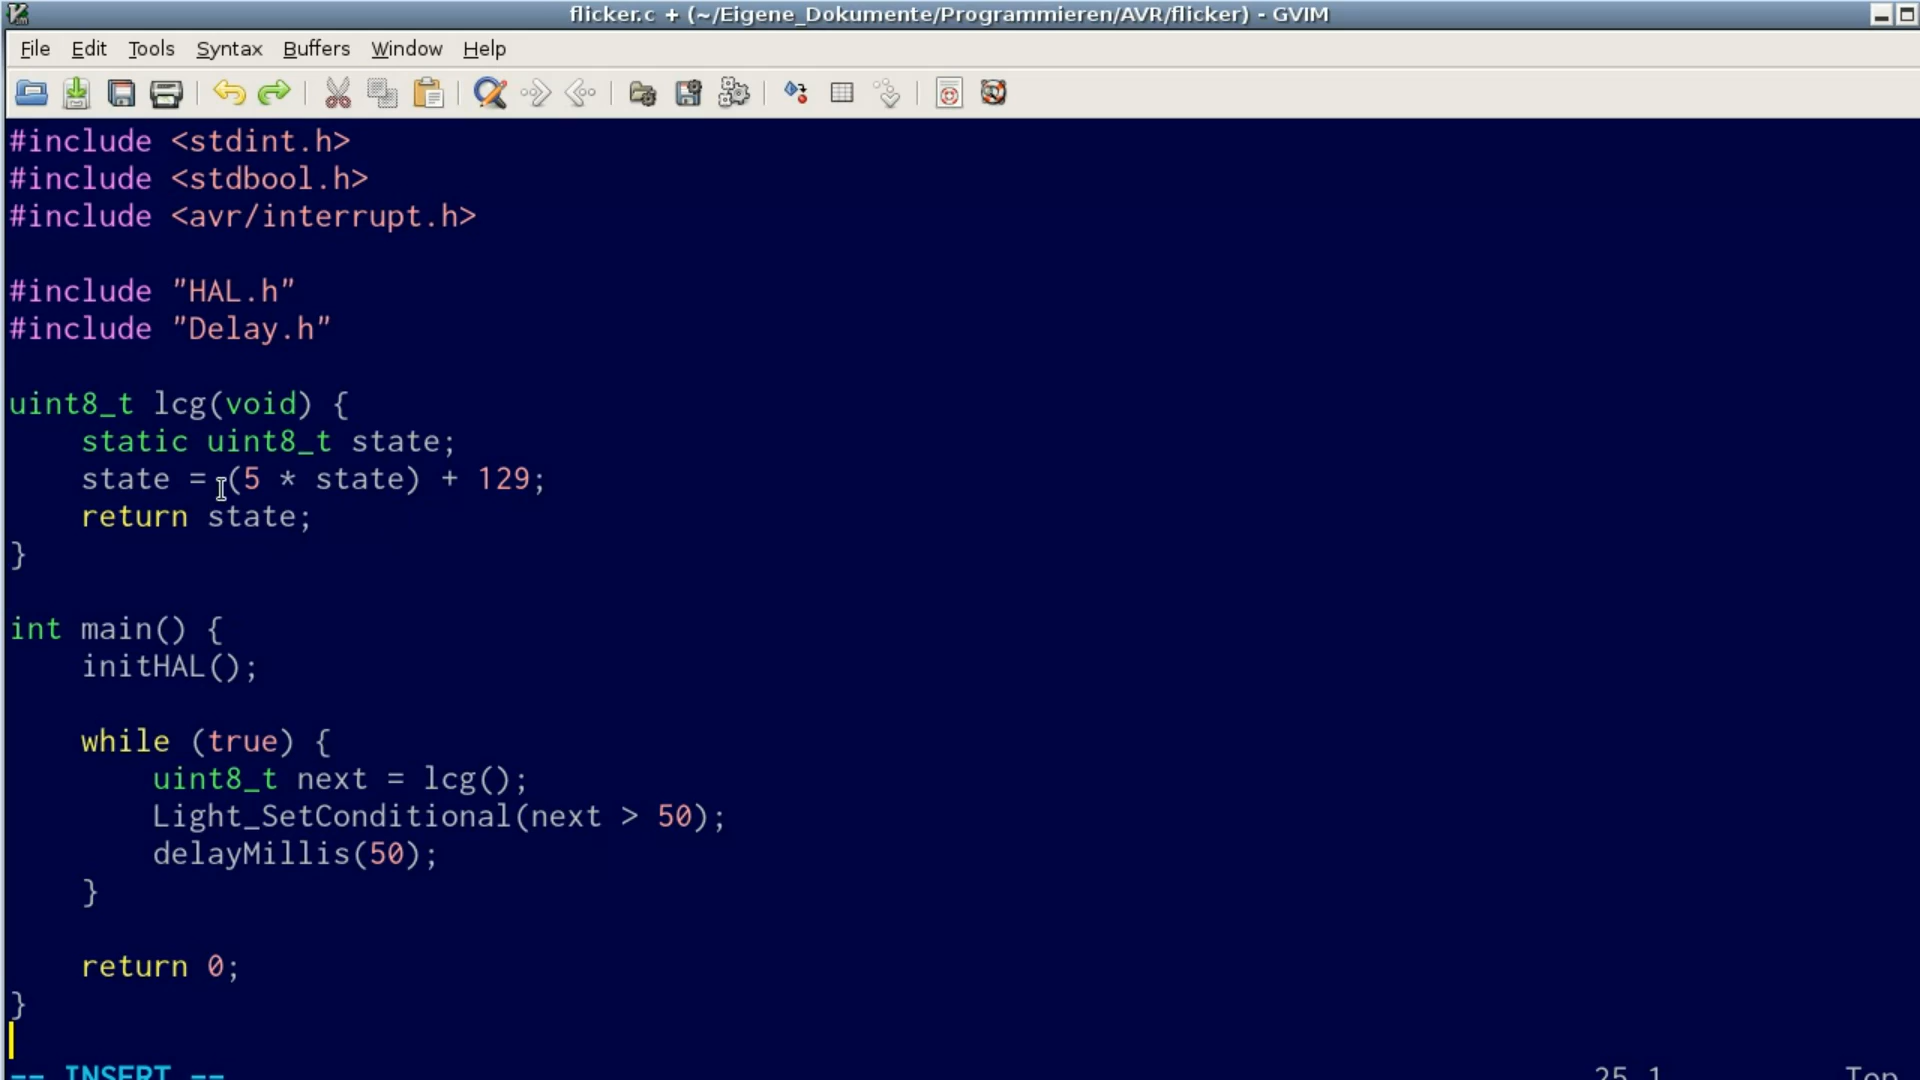 flicker.c + (~/Eigene_Dokumente/Programmieren/AVR/flicker) - GVIM
File Edit Tools Syntax Buffers Window Help
#include <stdint.h>
#include <stdbool.h>
#include <avr/interrupt.h>
#include "HAL.h"
#include "Delay.h"
uint8_t lcg(void) {
static uint8_t state;
state = (5 * state) + 129;
return state;
}
int main() {
initHAL();
while (true) {
uint8_t next = lcg();
Light_SetConditional(next > 50);
delayMillis(50);
}
return 0;
}
-- INSERT -- 25,1 Top